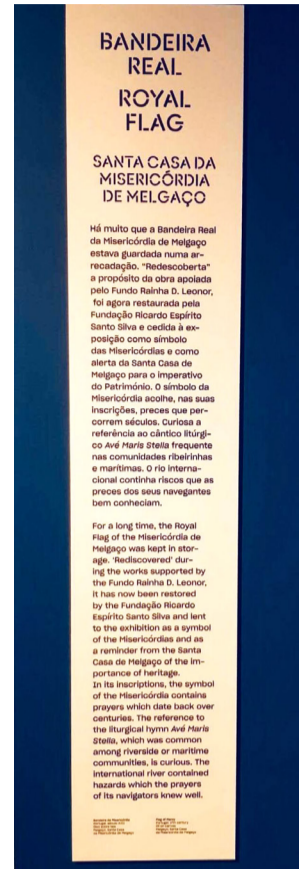 BANDEIRA
REAL
ROYAL
FLAG
SANTA CASA DA
MISERICÓRDIA
DE MELGAÇO
Há muito que a Bandeira Real
da Misericórdia de Melgaço
estava guardada numa ar-
recadação. “Redescoberta”
a propósito da obra apoiada
pelo Fundo Rainha D. Leonor,
foi agora restaurada pela
Fundação Ricardo Espírito
Santo Silva e cedida à ex-
posição como símbolo
das Misericórdias e como
alerta da Santa Casa de
Melgaço para o imperativo
do Património. O símbolo da
Misericórdia acolhe, nas suas
inscrições, preces que per-
correm séculos. Curiosa a
referência ao cântico litúrgi-
co Avé Maris Stella frequente
nas comunidades ribeirinhas
e marítimas. O rio interna-
cional continha riscos que as
preces dos seus navegantes
bem conheciam.
For a long time, the Royal
Flag of the Misericórdia de
Melgaço was kept in stor-
age. ‘Rediscovered’ dur-
ing the works supported by
the Fundo Rainha D. Leonor,
it has now been restored
by the Fundação Ricardo
Espírito Santo Silva and lent
to the exhibition as a symbol
of the Misericórdias and as
a reminder from the Santa
Casa de Melgaço of the im-
portance of heritage.
In its inscriptions, the symbol
of the Misericórdia contains
prayers which date back over
centuries. The reference to
the liturgical hymn Avé Maris
Stella, which was common
among riverside or maritime
communities, is curious. The
international river contained
hazards which the prayers
of its navigators knew well.